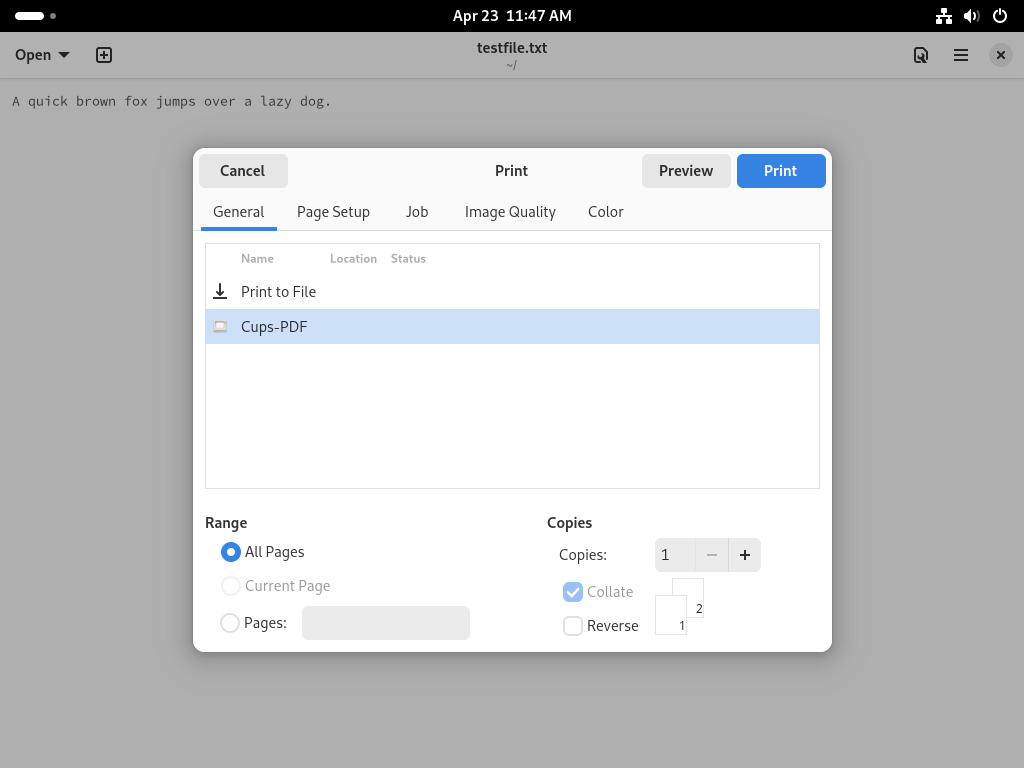 Apr 23 11:47 AM
Open
testfile.txt
~/
A quick brown fox jumps over a lazy dog.
Cancel
Print
Preview
Print
General
Page Setup
Job
Image Quality
Color
Name Location Status
Print to File
Cups-PDF
Range
All Pages
Current Page
Pages:
Copies
Copies: 1
Collate
Reverse
2
1